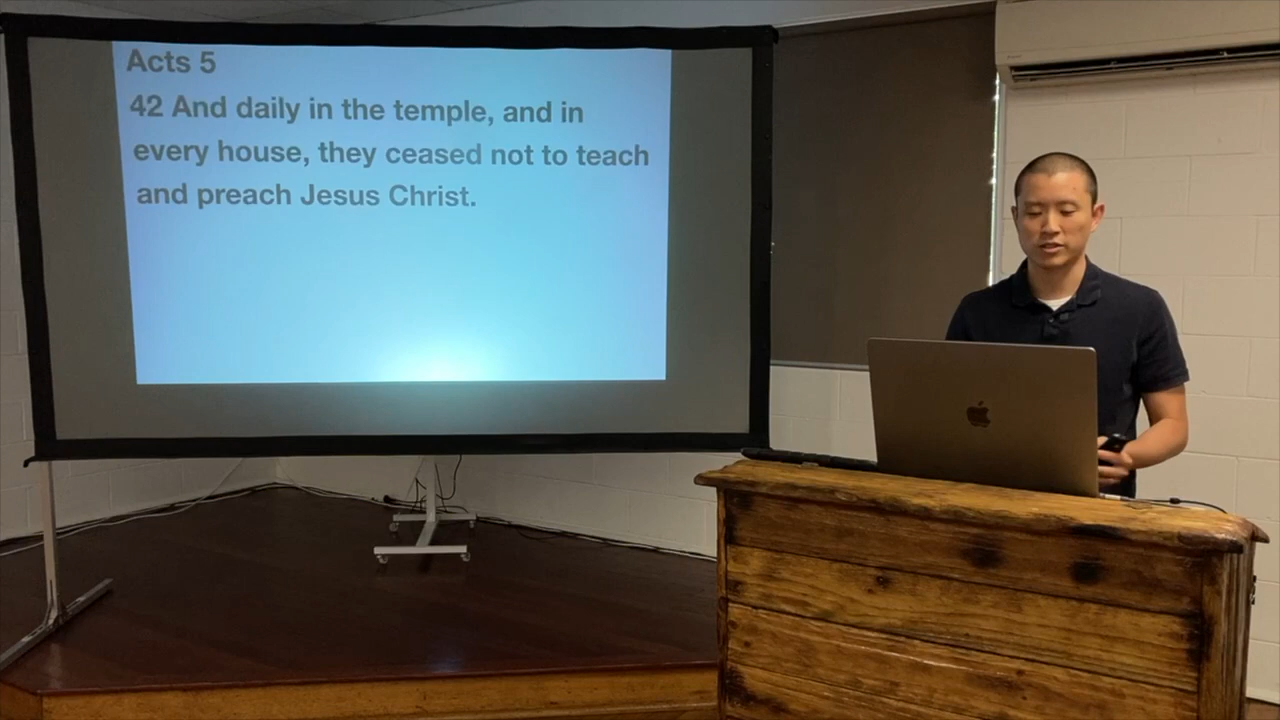 Acts 5
42 And daily in the temple, and in
every house, they ceased not to teach
and preach Jesus Christ.